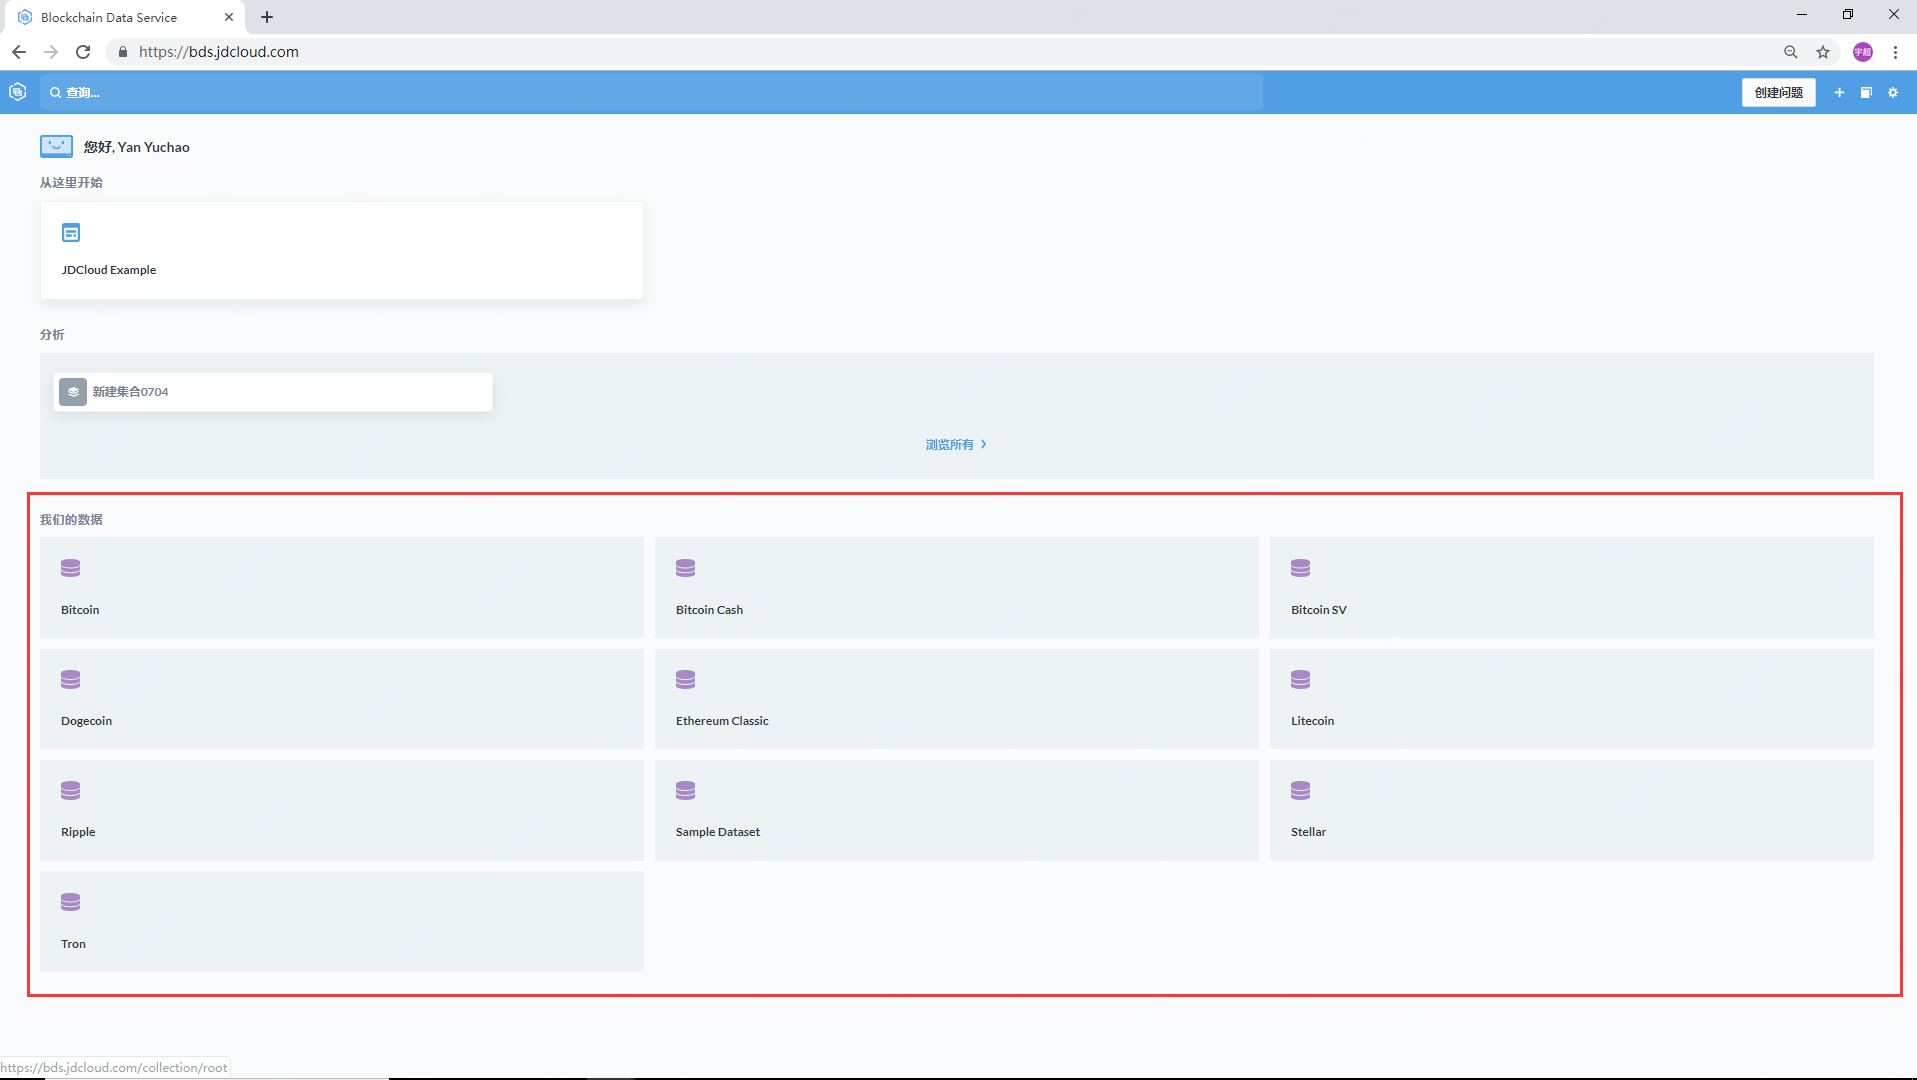 Blockchain Data Service
https://bds.jdcloud.com
宇超
查询...
创建问题
您好, Yan Yuchao
从这里开始
JDCloud Example
分析
新建集合0704
浏览所有
我们的数据
Bitcoin
Bitcoin Cash
Bitcoin SV
Dogecoin
Ethereum Classic
Litecoin
Ripple
Sample Dataset
Stellar
Tron
https://bds.jdcloud.com/collection/root